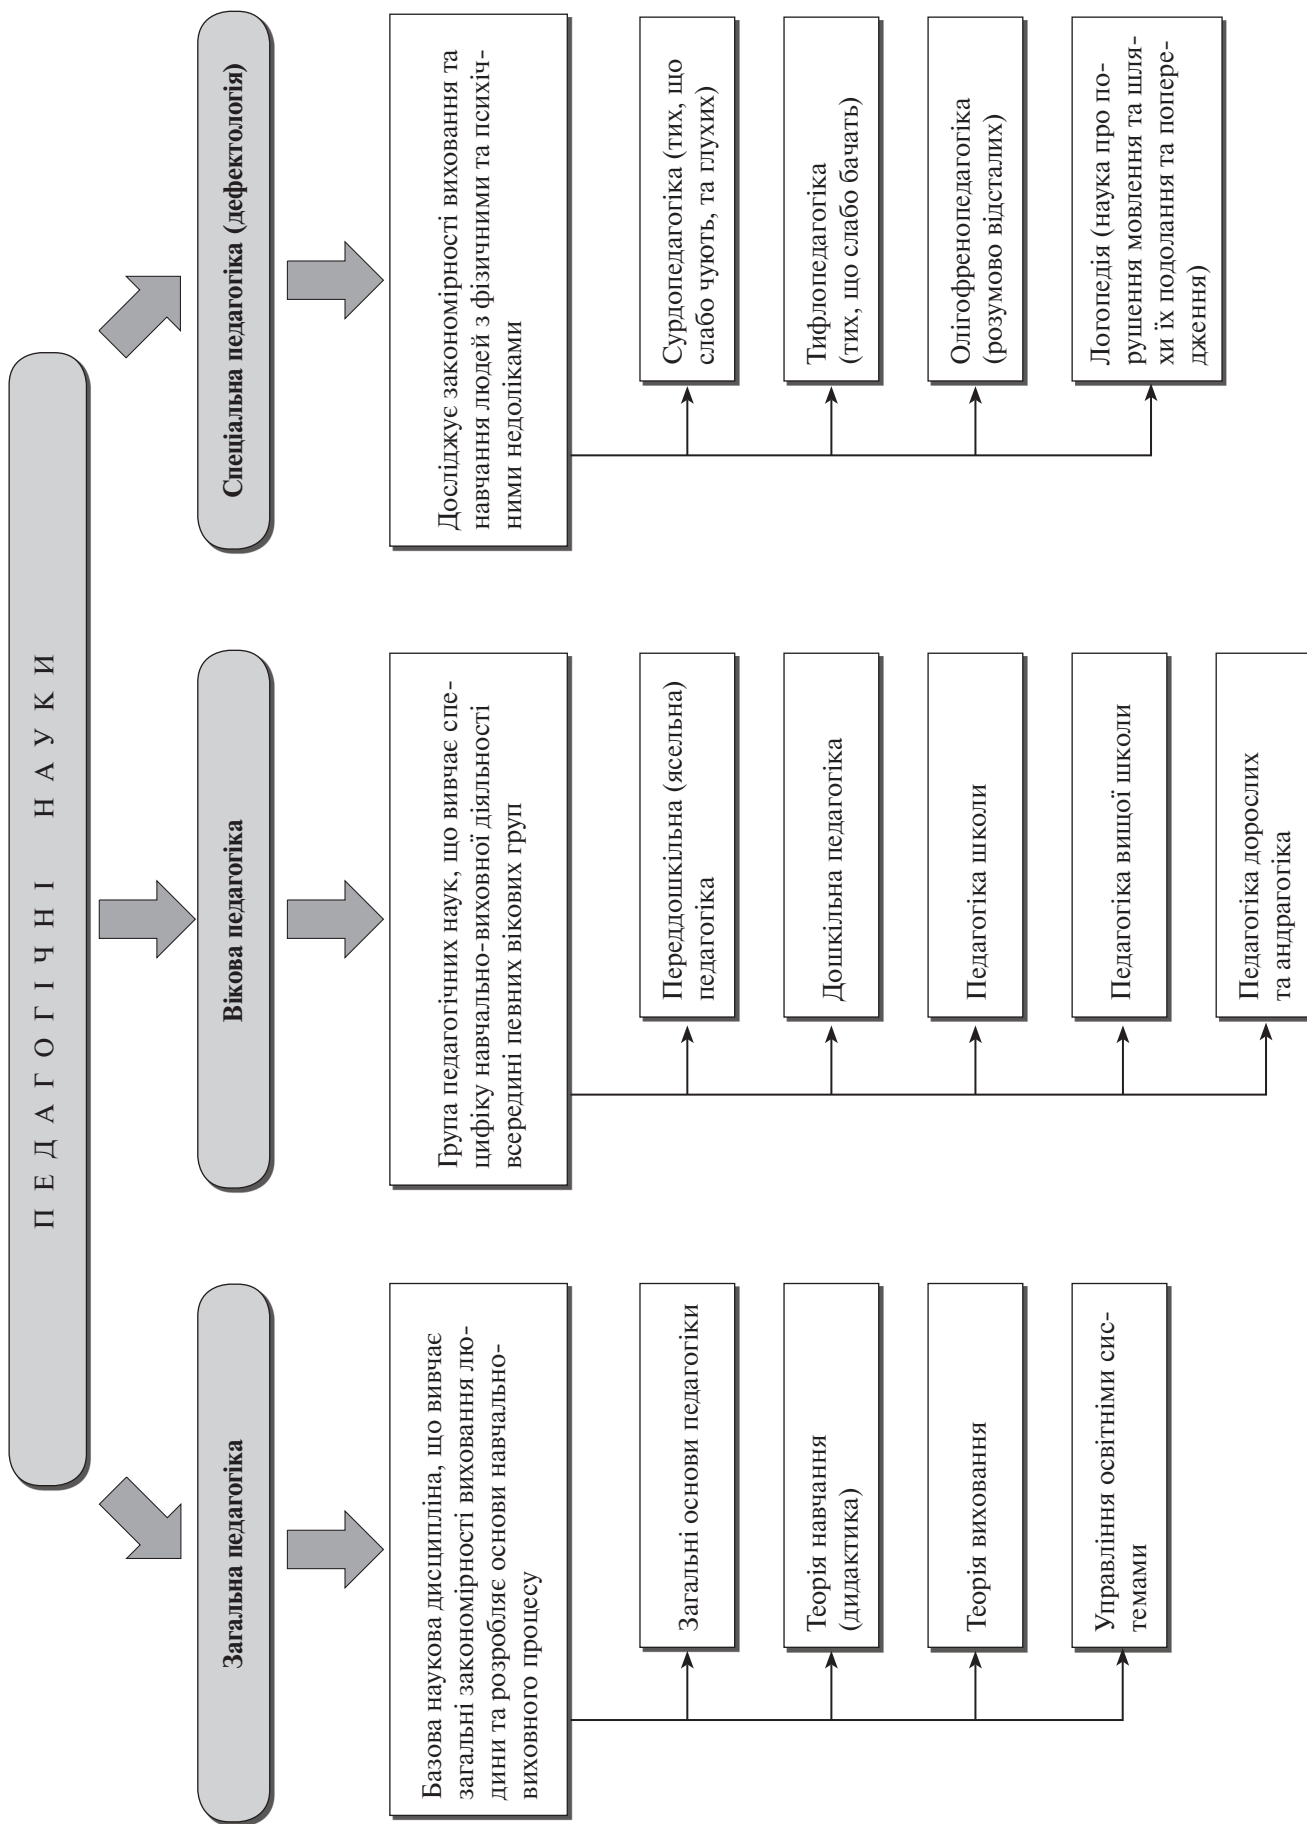 ПЕДАГОГІЧНІ НАУКИ
Загальна педагогіка
Базова наукова дисципліна, що вивчає
загальні закономірності виховання лю-
дини та розробляє основи навчально-
виховного процесу
Загальні основи педагогіки
Теорія навчання
(дидактика)
Теорія виховання
Управління освітніми сис-
темами
Вікова педагогіка
Група педагогічних наук, що вивчає спе-
цифіку навчально-виховної діяльності
всередині певних вікових груп
Переддошкільна (ясельна)
педагогіка
Дошкільна педагогіка
Педагогіка школи
Педагогіка вищої школи
Педагогіка дорослих
та андрагогіка
Спеціальна педагогіка (дефектологія)
Досліджує закономірності виховання та
навчання людей з фізичними та психіч-
ними недоліками
Сурдопедагогіка (тих, що
слабо чують, та глухих)
Тифлопедагогіка
(тих, що слабо бачать)
Олігофренопедагогіка
(розумово відсталих)
Логопедія (наука про по-
рушення мовлення та шля-
хи їх подолання та попере-
дження)